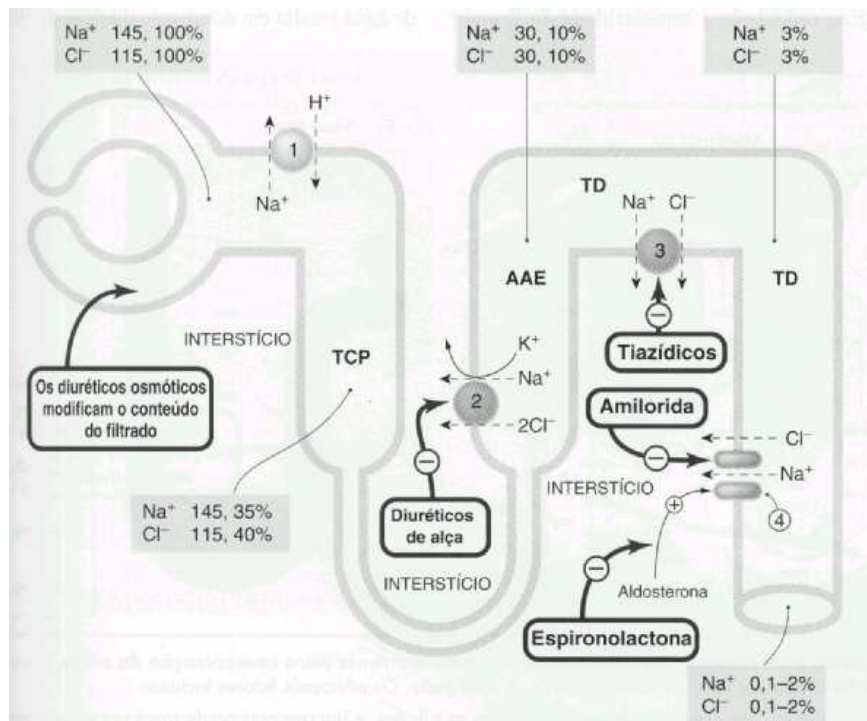 Na⁺ 145, 100%
Cl⁻ 115, 100%
Na⁺ 30, 10%
Cl⁻ 30, 10%
Na⁺ 3%
Cl⁻ 3%
H⁺
1
Na⁺
TD
Na⁺ Cl⁻
3
AAE
TD
INTERSTÍCIO
TCP
K⁺
Na⁺
2
2Cl⁻
−
Tiazídicos
Os diuréticos osmóticos
modificam o conteúdo
do filtrado
Amilorida
−
Cl⁻
Na⁺
−
INTERSTÍCIO
Na⁺ 145, 35%
Cl⁻ 115, 40%
Diuréticos
de alça
+
4
INTERSTÍCIO
−
Aldosterona
Espironolactona
Na⁺ 0,1–2%
Cl⁻ 0,1–2%